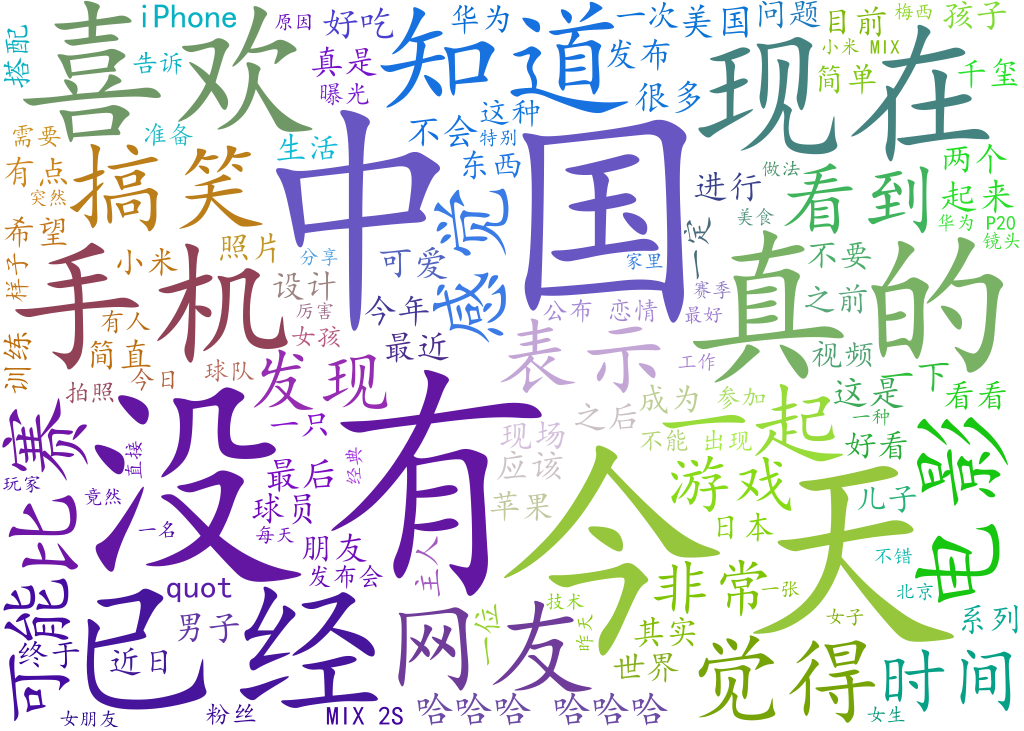 喜欢
iPhone
原因
好吃
华为
一次
美国
问题
目前
梅西
孩子
搭配
告诉
真是
曝光
知道
发布
很多
现在
小米 MIX
简单
千玺
需要
准备
生活
中国
不会
这种
特别
东西
做法
进行
两个
有点
突然
搞笑
感觉
看到
起来
美食
一定
华为 P20
镜头
希望
照片
分享
可爱
家里
真的
不要
样子
小米
手机
设计
厉害
今年
赛季
之前
公布
恋情
最好
有人
女孩
训练
简直
最近
表示
视频
工作
今日
球队
发现
拍照
这是
一下
看看
成为
参加
一起
一种
之后
没有
一只
现场
不能
出现
好看
电影
比赛
直接
最后
经典
应该
今天
游戏
玩家
竟然
球员
苹果
儿子
一名
每天
日本
朋友
主人
不错
可能
quot
发布会
非常
一张
北京
已经
网友
一位
技术
女子
系列
男子
昨天
其实
终于
近日
世界
觉得
时间
女朋友
粉丝
MIX 2S
哈哈哈 哈哈哈
女生